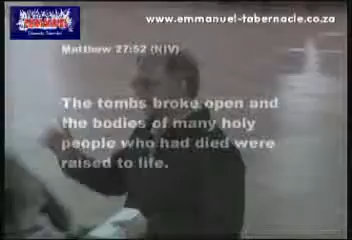 www.emmanuel-tabernacle.co.za
Matthew 27:52 (NIV)
The tombs broke open and
the bodies of many holy
people who had died were
raised to life.